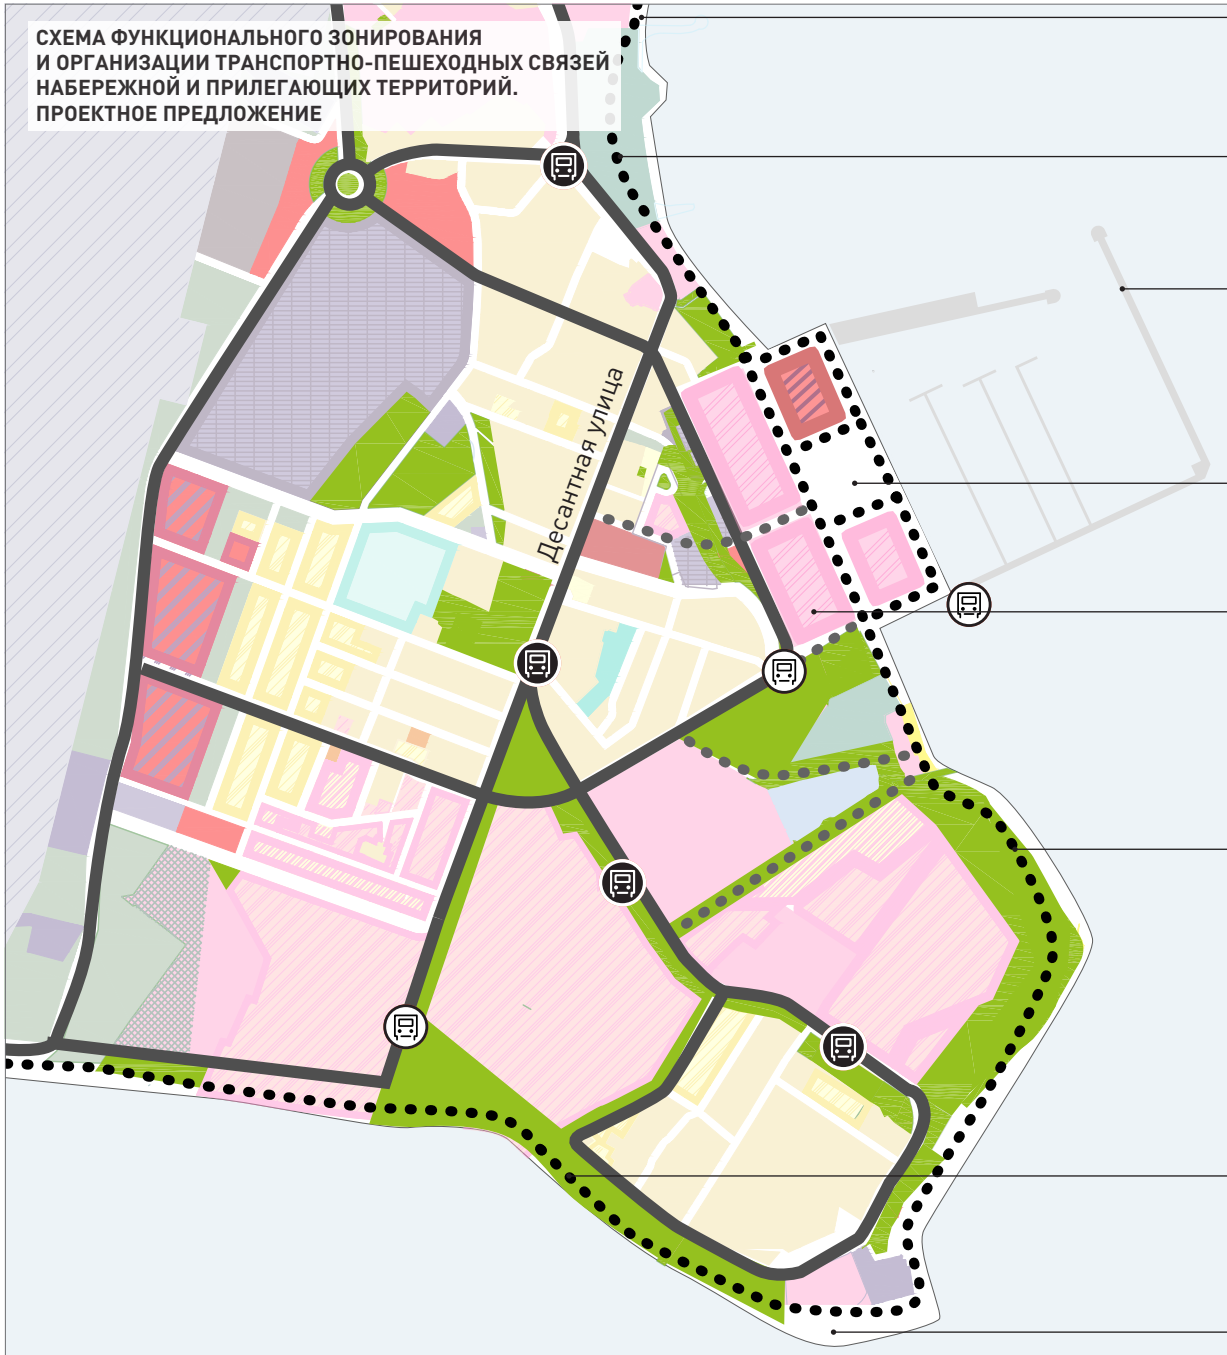 СХЕМА ФУНКЦИОНАЛЬНОГО ЗОНИРОВАНИЯ
И ОРГАНИЗАЦИИ ТРАНСПОРТНО-ПЕШЕХОДНЫХ СВЯЗЕЙ
НАБЕРЕЖНОЙ И ПРИЛЕГАЮЩИХ ТЕРРИТОРИЙ.
ПРОЕКТНОЕ ПРЕДЛОЖЕНИЕ
Десантная улица